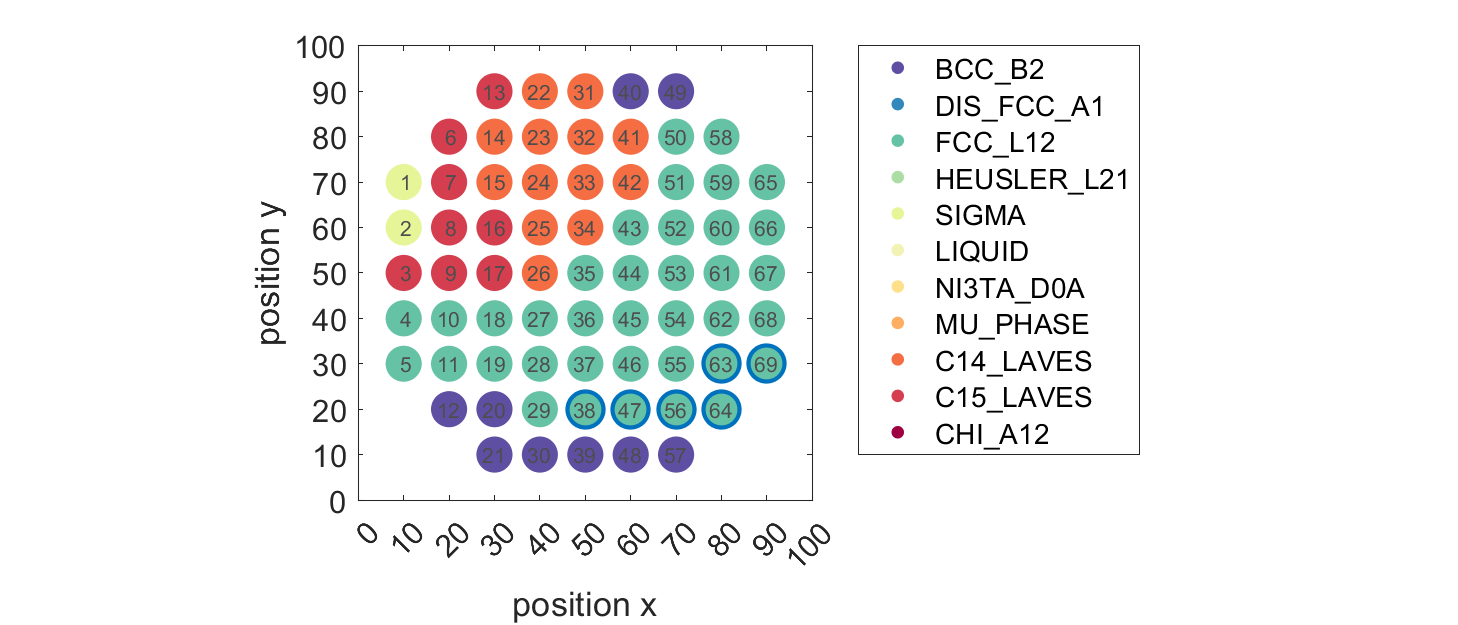 100
90
80
70
60
50
40
30
20
10
0
position y
13 22 31 40 49
6 14 23 32 41 50 58
1 7 15 24 33 42 51 59 65
2 8 16 25 34 43 52 60 66
3 9 17 26 35 44 53 61 67
4 10 18 27 36 45 54 62 68
5 11 19 28 37 46 55 63 69
12 20 29 38 47 56 64
21 30 39 48 57
0 10 20 30 40 50 60 70 80 90 100
position x
BCC_B2
DIS_FCC_A1
FCC_L12
HEUSLER_L21
SIGMA
LIQUID
NI3TA_D0A
MU_PHASE
C14_LAVES
C15_LAVES
CHI_A12